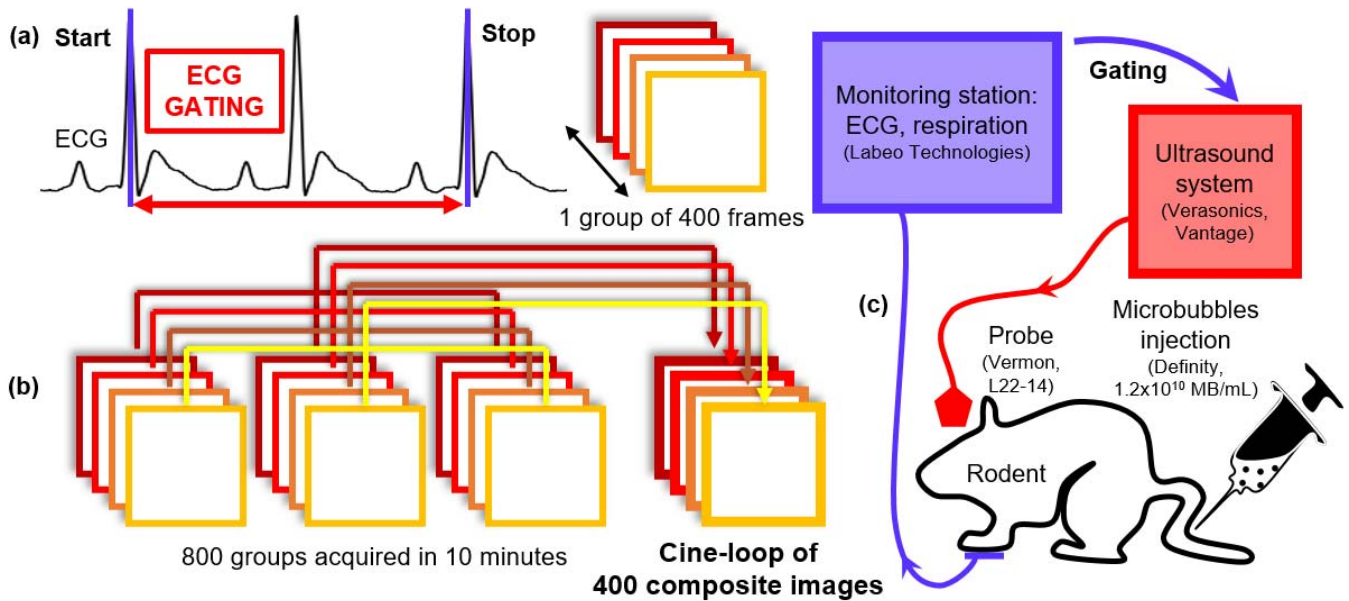 (a)
Start
Stop
ECG
GATING
ECG
1 group of 400 frames
(b)
800 groups acquired in 10 minutes
Cine-loop of
400 composite images
(c)
Monitoring station:
ECG, respiration
(Labeo Technologies)
Gating
Ultrasound
system
(Verasonics,
Vantage)
Probe
(Vermon,
L22-14)
Microbubbles
injection
(Definity,
1.2x10¹⁰ MB/mL)
Rodent